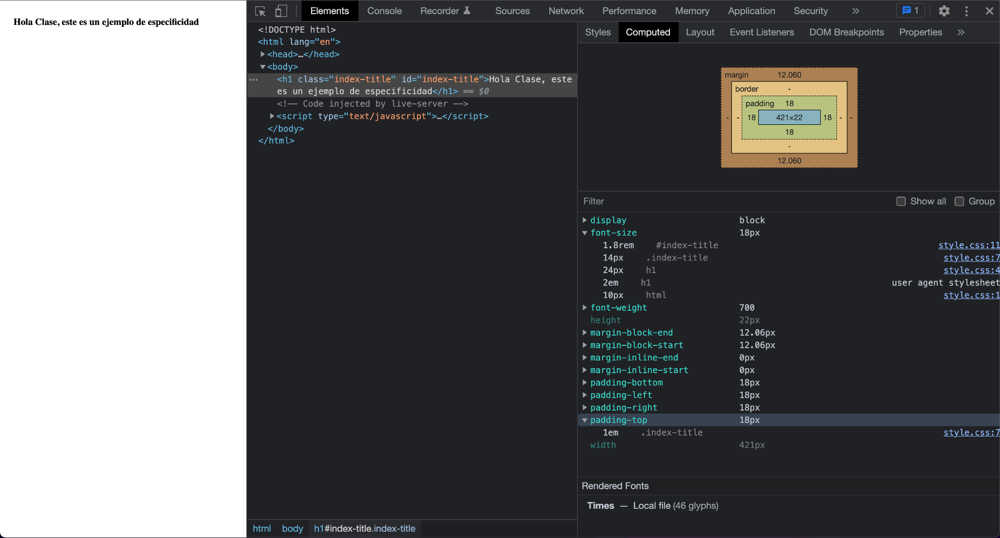 Hola Clase, este es un ejemplo de especificidad
Elements Console Recorder Sources Network Performance Memory Application Security » 1
<!DOCTYPE html>
<html lang="en">
<head>…</head>
<body>
<h1 class="index-title" id="index-title">Hola Clase, este
es un ejemplo de especificidad</h1> == $0
<!-- Code injected by live-server -->
<script type="text/javascript">…</script>
</body>
</html>
html body h1#index-title.index-title
Styles Computed Layout Event Listeners DOM Breakpoints Properties »
margin 12.060
border -
padding 18
- - 18 421×22 18 - -
18
-
12.060
Filter Show all Group
display block
font-size 18px
1.8rem #index-title style.css:11
14px .index-title style.css:7
24px h1 style.css:4
2em h1 user agent stylesheet
10px html style.css:1
font-weight 700
height 22px
margin-block-end 12.06px
margin-block-start 12.06px
margin-inline-end 0px
margin-inline-start 0px
padding-bottom 18px
padding-left 18px
padding-right 18px
padding-top 18px
1em .index-title style.css:7
width 421px
Rendered Fonts
Times — Local file (46 glyphs)